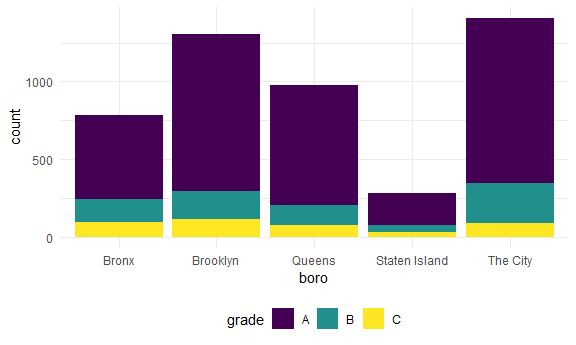 1000
500
0
count
Bronx Brooklyn Queens Staten Island The City
boro
grade A B C